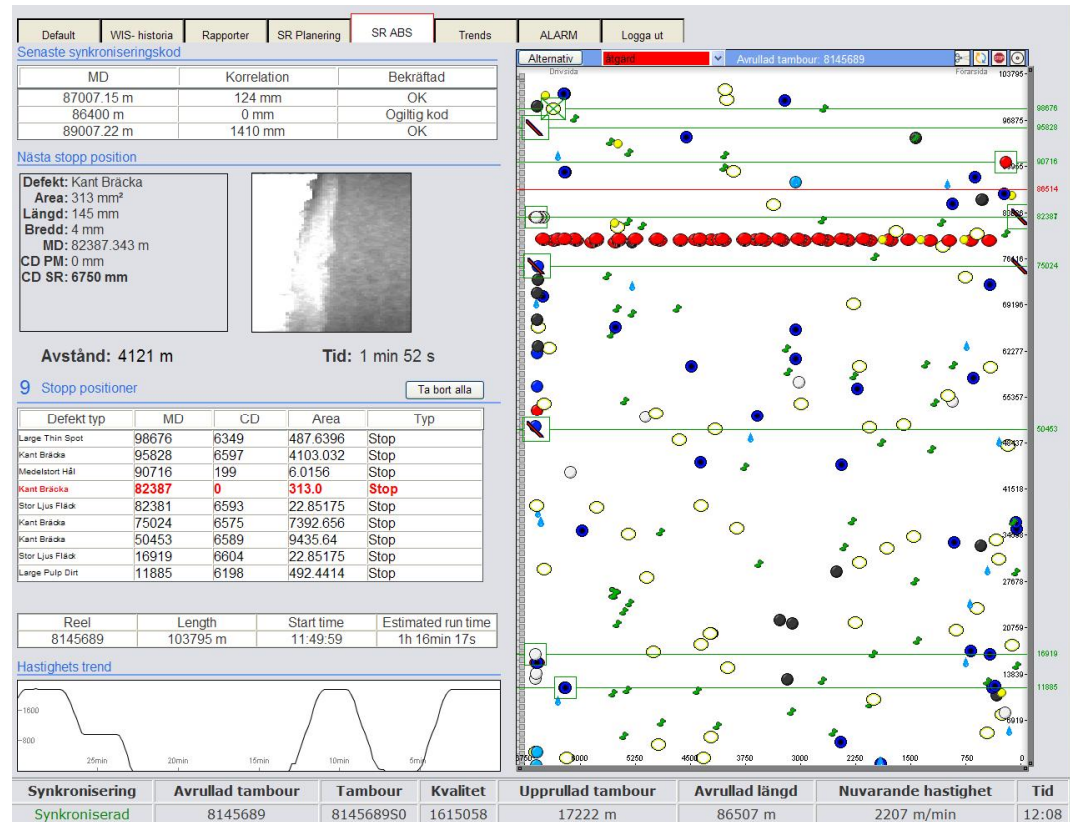 Default WIS- historia Rapporter SR Planering SR ABS Trends ALARM Logga ut
Senaste synkroniseringskod
MD Korrelation Bekräftad
87007.15 m 124 mm OK
86400 m 0 mm Ogiltig kod
89007.22 m 1410 mm OK
Nästa stopp position
Defekt: Kant Bräcka
Area: 313 mm²
Längd: 145 mm
Bredd: 4 mm
MD: 82387.343 m
CD PM: 0 mm
CD SR: 6750 mm
Avstånd: 4121 m Tid: 1 min 52 s
9 Stopp positioner Ta bort alla
Defekt typ MD CD Area Typ
Large Thin Spot 98676 6349 487.6396 Stop
Kant Bräcka 95828 6597 4103.032 Stop
Medelstort Hål 90716 199 6.0156 Stop
Kant Bräcka 82387 0 313.0 Stop
Stor Ljus Fläck 82381 6593 22.85175 Stop
Kant Bräcka 75024 6575 7392.656 Stop
Kant Bräcka 50453 6589 9435.64 Stop
Stor Ljus Fläck 16919 6604 22.85175 Stop
Large Pulp Dirt 11885 6198 492.4414 Stop
Reel Length Start time Estimated run time
8145689 103795 m 11:49:59 1h 16min 17s
Hastighets trend
1600
800
25min 20min 15min 10min 5min
Alternativ åtgärd Avrullad tambour: 8145689
Drivsida Förarsida 103795
98676
96875
95828
90716
86514
82387
76416
75024
69196
62277
55357
50453
48437
41518
34598
27678
20759
16919
13839
11885
6919
6000 5250 4500 3750 3000 2250 1500 750 0
Synkronisering Avrullad tambour Tambour Kvalitet Upprullad tambour Avrullad längd Nuvarande hastighet Tid
Synkroniserad 8145689 8145689S0 1615058 17222 m 86507 m 2207 m/min 12:08